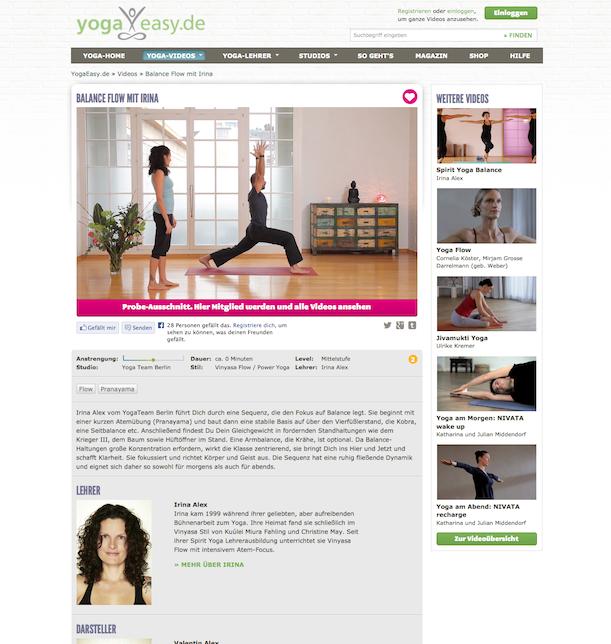 yoga easy.de
Registrieren oder einloggen,
um ganze Videos anzusehen.
Einloggen
Suchbegriff eingeben
» FINDEN
YOGA-HOME YOGA-VIDEOS YOGA-LEHRER STUDIOS SO GEHT'S MAGAZIN SHOP HILFE
YogaEasy.de » Videos » Balance Flow mit Irina
BALANCE FLOW MIT IRINA
Probe-Ausschnitt. Hier Mitglied werden und alle Videos ansehen
Gefällt mir
Senden
28 Personen gefällt das. Registriere dich, um
sehen zu können, was deinen Freunden
gefällt.
Anstrengung: Dauer: ca. 0 Minuten Level: Mittelstufe
Studio: Yoga Team Berlin Stil: Vinyasa Flow / Power Yoga Lehrer: Irina Alex
2
Flow Pranayama
Irina Alex vom YogaTeam Berlin führt Dich durch eine Sequenz, die den Fokus auf Balance legt. Sie beginnt mit
einer kurzen Atemübung (Pranayama) und baut dann eine stabile Basis auf über den Vierfüßlerstand, die Kobra,
eine Seitbalance etc. Anschließend findest Du Dein Gleichgewicht in fordernden Standhaltungen wie dem
Krieger III, dem Baum sowie Hüftöffner im Stand. Eine Armbalance, die Krähe, ist optional. Da Balance-
Haltungen große Konzentration erfordern, wirkt die Klasse zentrierend, sie bringt Dich ins Hier und Jetzt und
schafft Klarheit. Sie fokussiert und richtet Körper und Geist aus. Die Sequenz hat eine ruhig fließende Dynamik
und eignet sich daher so sowohl für morgens als auch für abends.
LEHRER
Irina Alex
Irina kam 1999 während ihrer geliebten, aber aufreibenden
Bühnenarbeit zum Yoga. Ihre Heimat fand sie schließlich im
Vinyasa Stil von Kuúlei Miura Fahling und Christine May. Seit
ihrer Spirit Yoga Lehrerausbildung unterrichtet sie Vinyasa
Flow mit intensivem Atem-Focus.
» MEHR ÜBER IRINA
DARSTELLER
Valentin Alex
WEITERE VIDEOS
Spirit Yoga Balance
Irina Alex
Yoga Flow
Cornelia Köster, Mirjam Grosse
Darrelmann (geb. Weber)
Jivamukti Yoga
Ulrike Kremer
Yoga am Morgen: NIVATA
wake up
Katharina und Julian Middendorf
Yoga am Abend: NIVATA
recharge
Katharina und Julian Middendorf
Zur Videoübersicht